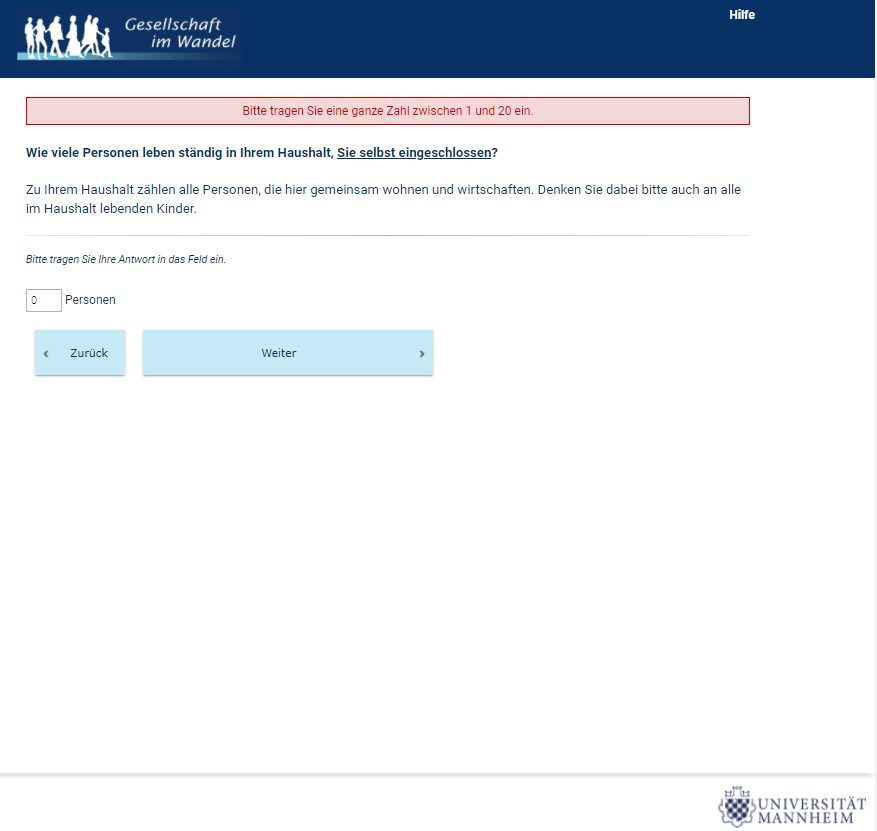 Gesellschaft
im Wandel
Hilfe
Bitte tragen Sie eine ganze Zahl zwischen 1 und 20 ein.
Wie viele Personen leben ständig in Ihrem Haushalt, Sie selbst eingeschlossen?
Zu Ihrem Haushalt zählen alle Personen, die hier gemeinsam wohnen und wirtschaften. Denken Sie dabei bitte auch an alle
im Haushalt lebenden Kinder.
Bitte tragen Sie Ihre Antwort in das Feld ein.
0 Personen
‹ Zurück Weiter ›
UNIVERSITÄT
MANNHEIM